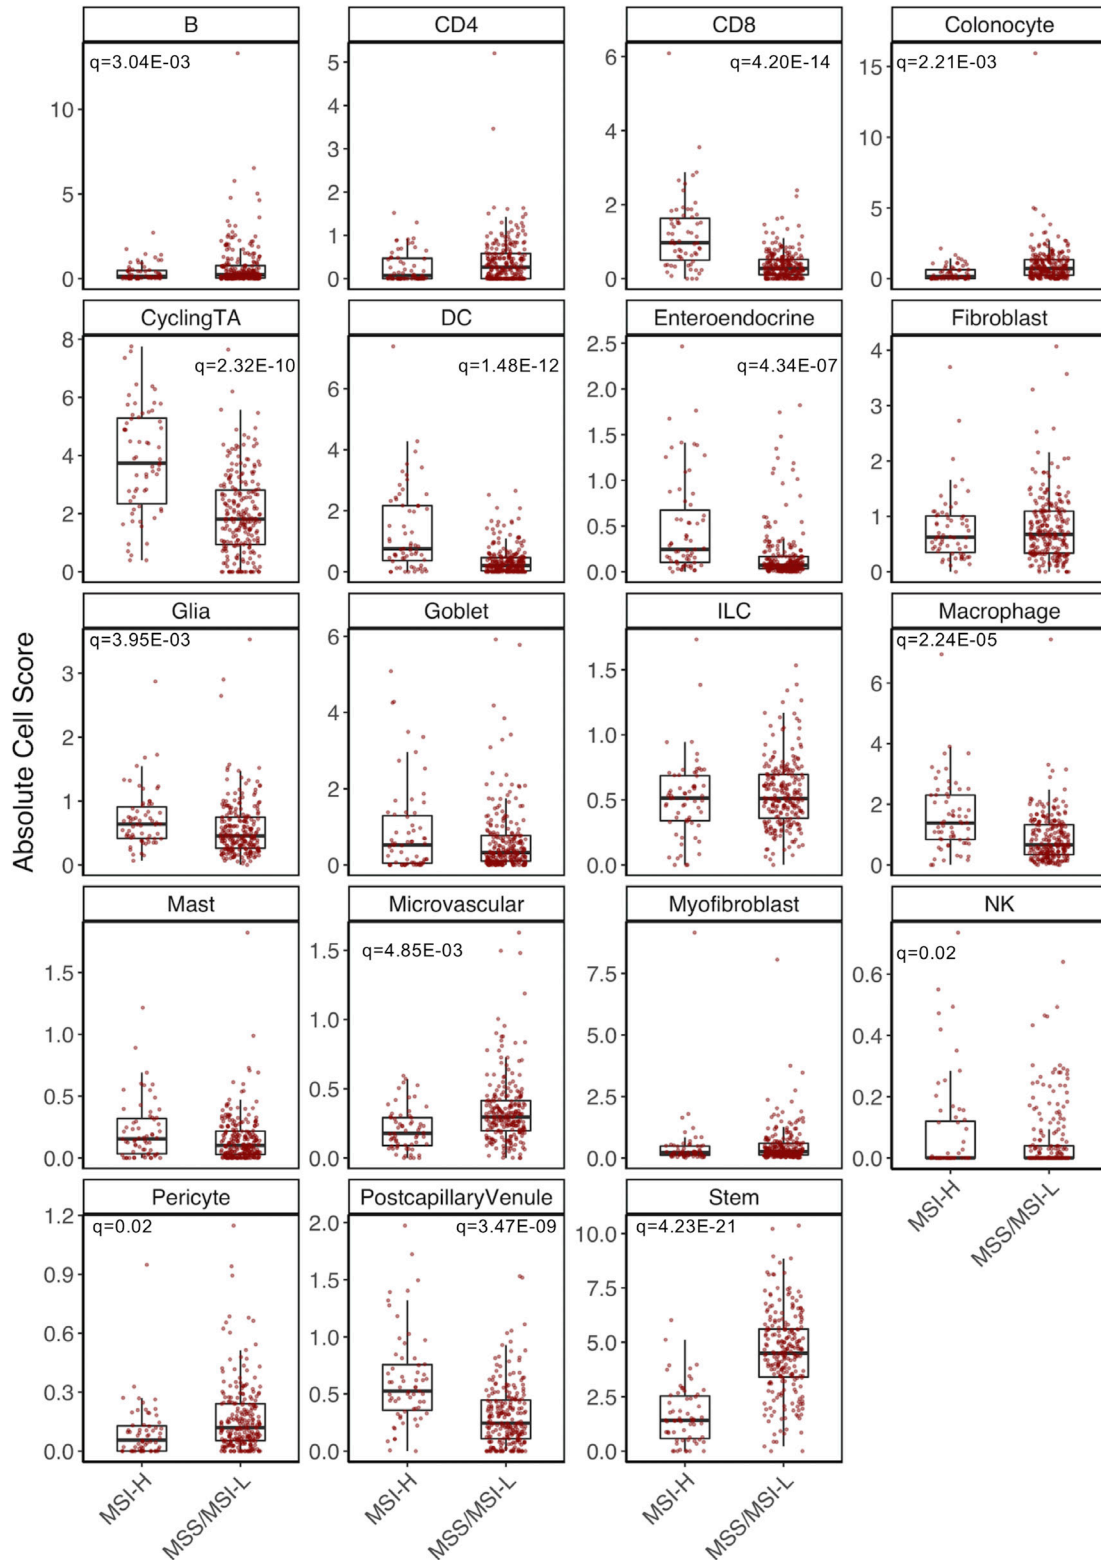 B
CD4
CD8
Colonocyte
q=3.04E-03
q=4.20E-14
q=2.21E-03
10
5
0
5
4
3
2
1
0
6
4
2
0
15
10
5
0
CyclingTA
DC
Enteroendocrine
Fibroblast
q=2.32E-10
q=1.48E-12
q=4.34E-07
8
6
4
2
0
6
4
2
0
2.5
2.0
1.5
1.0
0.5
0.0
4
3
2
1
0
Absolute Cell Score
Glia
Goblet
ILC
Macrophage
q=3.95E-03
q=2.24E-05
3
2
1
0
6
4
2
0
1.5
1.0
0.5
0.0
6
4
2
0
Mast
Microvascular
Myofibroblast
NK
q=4.85E-03
q=0.02
1.5
1.0
0.5
0.0
1.5
1.0
0.5
0.0
7.5
5.0
2.5
0.0
0.6
0.4
0.2
0.0
MSI-H
MSS/MSI-L
Pericyte
PostcapillaryVenule
Stem
q=0.02
q=3.47E-09
q=4.23E-21
1.2
0.9
0.6
0.3
0.0
2.0
1.5
1.0
0.5
0.0
10.0
7.5
5.0
2.5
0.0
MSI-H
MSS/MSI-L
MSI-H
MSS/MSI-L
MSI-H
MSS/MSI-L